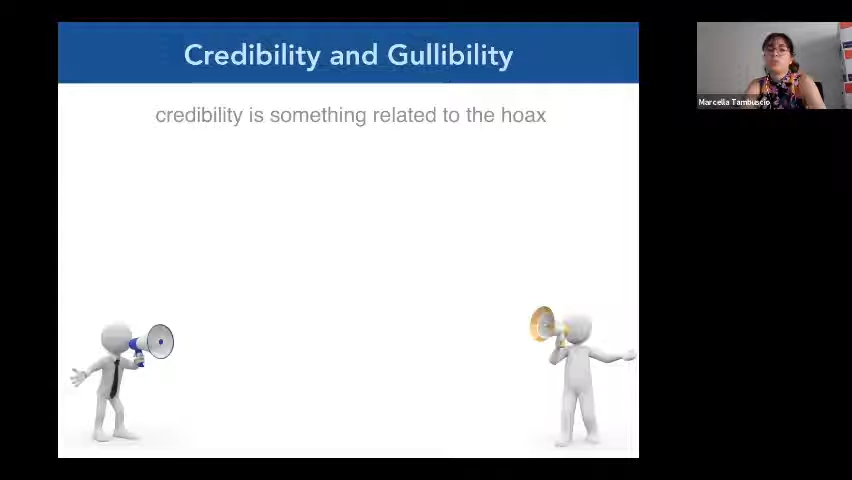 Credibility and Gullibility
credibility is something related to the hoax
Marcella Tambuscio